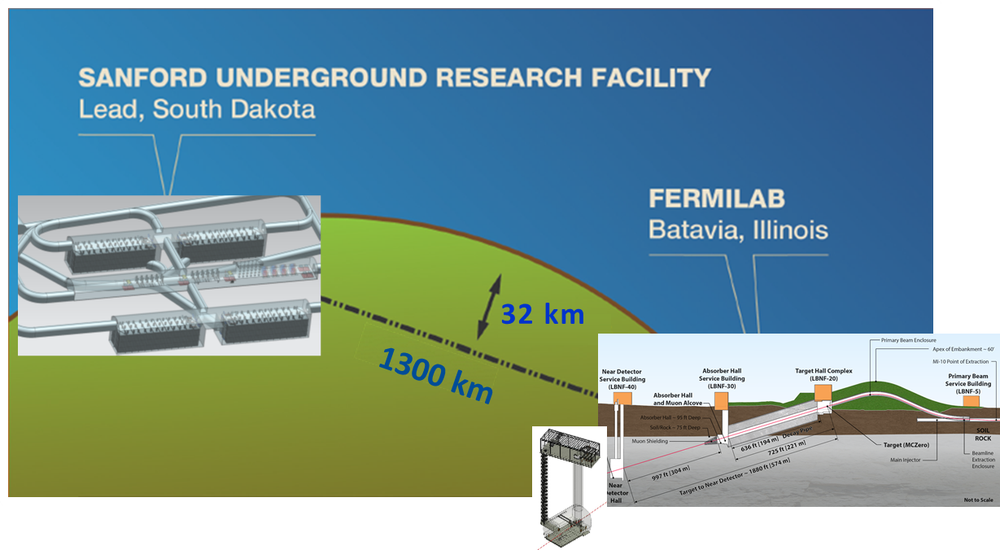 SANFORD UNDERGROUND RESEARCH FACILITY
Lead, South Dakota
FERMILAB
Batavia, Illinois
32 km
1300 km
Primary Beam Enclosure
Apex of Embankment ~ 60'
MI-10 Point of Extraction
Near Detector
Service Building
(LBNF-40)
Absorber Hall
Service Building
(LBNF-30)
Target Hall Complex
(LBNF-20)
Primary Beam
Service Building
(LBNF-5)
Absorber Hall
and Muon Alcove
Absorber Hall ~ 95 ft Deep
Soil/Rock ~ 75 ft Deep
Muon Shielding
636 ft [194 m] Decay Pipe
725 ft [221 m]
997 ft [304 m]
Target to Near Detector ~ 1880 ft [574 m]
Target (MCZero)
Main Injector
SOIL
ROCK
Beamline
Extraction
Enclosure
Near
etector
Hall
Not to Scale